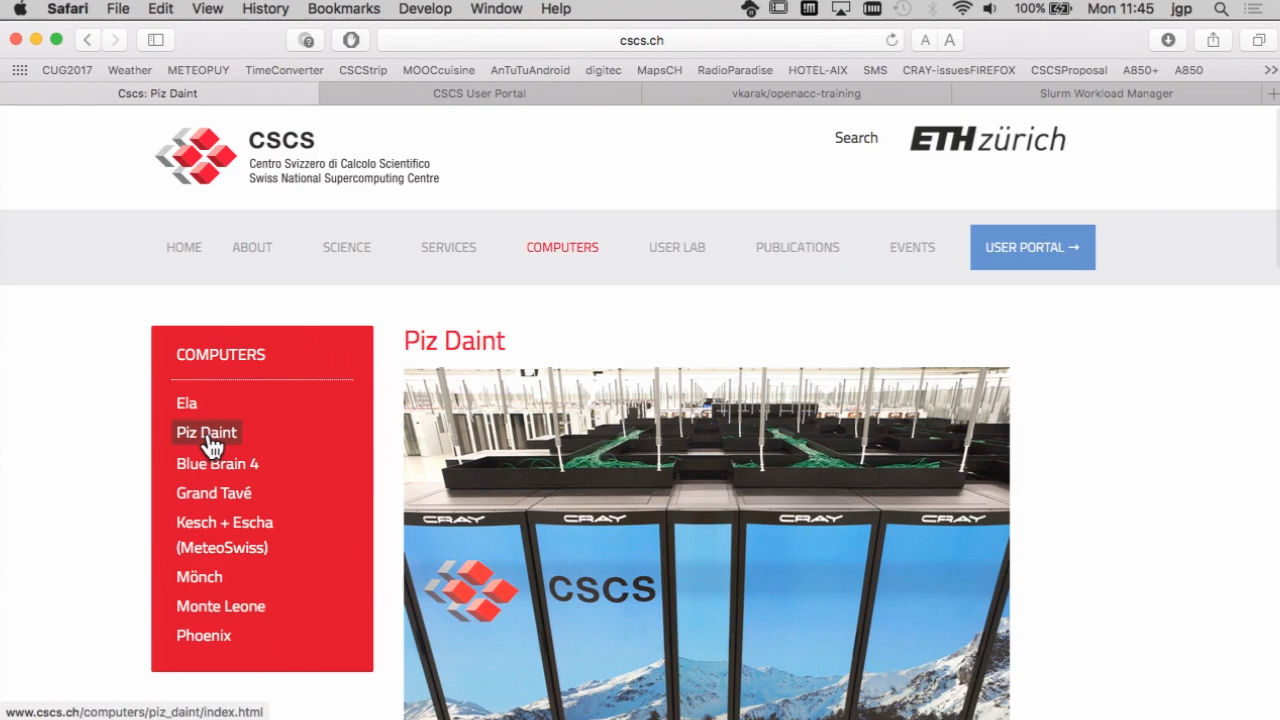 Safari File Edit View History Bookmarks Develop Window Help 100% Mon 11:45 jgp
cscs.ch A A
CUG2017 Weather METEOPUY TimeConverter CSCStrip MOOCcuisine AnTuTuAndroid digitec MapsCH RadioParadise HOTEL-AIX SMS CRAY-issuesFIREFOX CSCSProposal A850+ A850 >>
Cscs: Piz Daint CSCS User Portal vkarak/openacc-training Slurm Workload Manager +
CSCS
Centro Svizzero di Calcolo Scientifico
Swiss National Supercomputing Centre
Search ETH zürich
HOME ABOUT SCIENCE SERVICES COMPUTERS USER LAB PUBLICATIONS EVENTS USER PORTAL →
COMPUTERS
Ela
Piz Daint
Blue Brain 4
Grand Tavé
Kesch + Escha
(MeteoSwiss)
Mönch
Monte Leone
Phoenix
Piz Daint
CRAY CRAY CRAY CRAY
CSCS
www.cscs.ch/computers/piz_daint/index.html